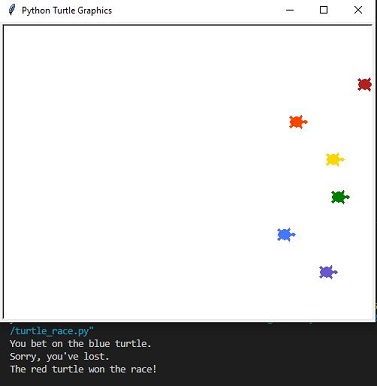 Python Turtle Graphics
/turtle_race.py"
You bet on the blue turtle.
Sorry, you've lost.
The red turtle won the race!